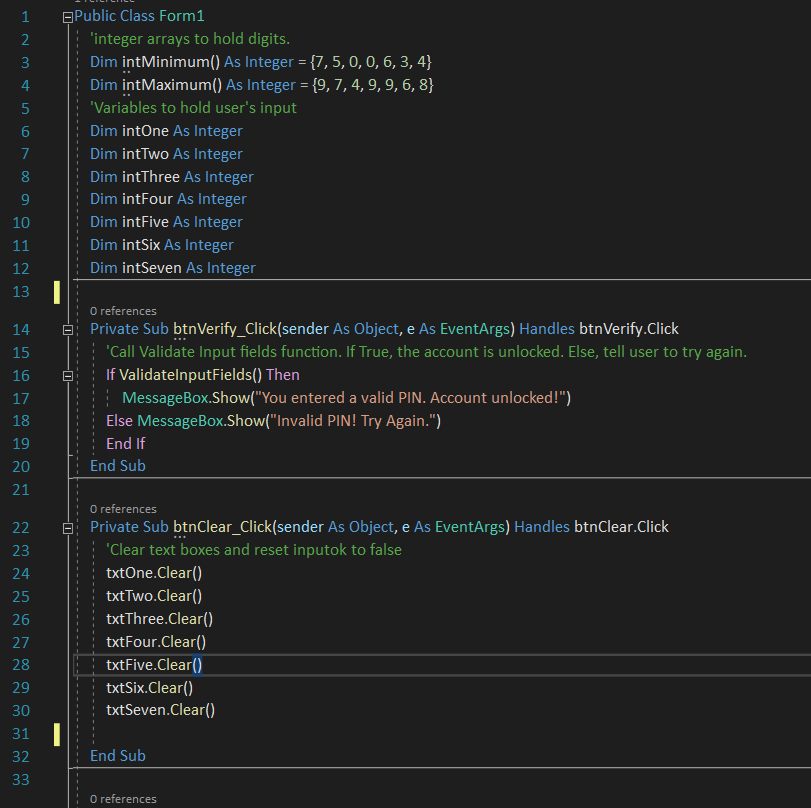 1 reference
1 Public Class Form1
2 'integer arrays to hold digits.
3 Dim intMinimum() As Integer = {7, 5, 0, 0, 6, 3, 4}
4 Dim intMaximum() As Integer = {9, 7, 4, 9, 9, 6, 8}
5 'Variables to hold user's input
6 Dim intOne As Integer
7 Dim intTwo As Integer
8 Dim intThree As Integer
9 Dim intFour As Integer
10 Dim intFive As Integer
11 Dim intSix As Integer
12 Dim intSeven As Integer
13
0 references
14 Private Sub btnVerify_Click(sender As Object, e As EventArgs) Handles btnVerify.Click
15 'Call Validate Input fields function. If True, the account is unlocked. Else, tell user to try again.
16 If ValidateInputFields() Then
17 MessageBox.Show("You entered a valid PIN. Account unlocked!")
18 Else MessageBox.Show("Invalid PIN! Try Again.")
19 End If
20 End Sub
21
0 references
22 Private Sub btnClear_Click(sender As Object, e As EventArgs) Handles btnClear.Click
23 'Clear text boxes and reset inputok to false
24 txtOne.Clear()
25 txtTwo.Clear()
26 txtThree.Clear()
27 txtFour.Clear()
28 txtFive.Clear()
29 txtSix.Clear()
30 txtSeven.Clear()
31
32 End Sub
33
0 references